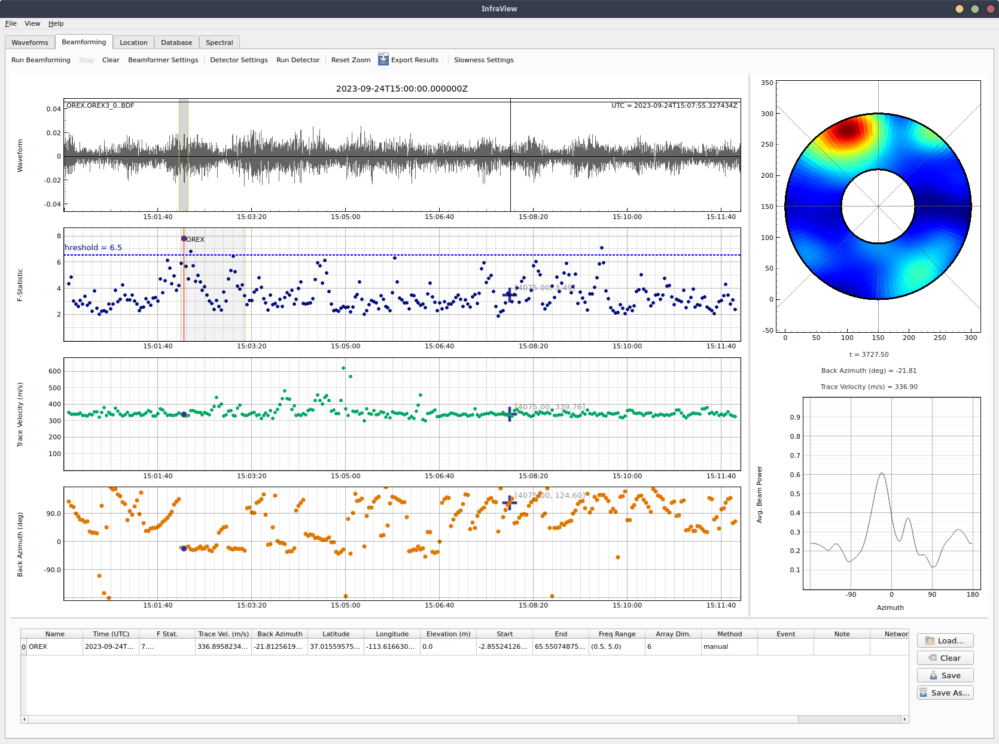 InfraView
File View Help
Waveforms Beamforming Location Database Spectral
Run Beamforming Stop Clear Beamformer Settings Detector Settings Run Detector Reset Zoom Export Results Slowness Settings
2023-09-24T15:00:00.000000Z
OREX.OREX3_0..BDF UTC = 2023-09-24T15:07:55.327434Z
Waveform
0.04
0.02
0
-0.02
-0.04
15:01:40 15:03:20 15:05:00 15:06:40 15:08:20 15:10:00 15:11:40
F-Statistic
8
6
4
2
hreshold = 6.5
OREX
[4075.00, 3.49]
15:01:40 15:03:20 15:05:00 15:06:40 15:08:20 15:10:00 15:11:40
Trace Velocity (m/s)
600
500
400
300
200
100
[4075.00, 339.76]
15:01:40 15:03:20 15:05:00 15:06:40 15:08:20 15:10:00 15:11:40
Back Azimuth (deg)
90.0
0
-90.0
[4075.00, 124.60]
15:01:40 15:03:20 15:05:00 15:06:40 15:08:20 15:10:00 15:11:40
350
300
250
200
150
100
50
0
-50
0 50 100 150 200 250 300
t = 3727.50
Back Azimuth (deg) = -21.81
Trace Velocity (m/s) = 336.90
Avg. Beam Power
0.9
0.8
0.7
0.6
0.5
0.4
0.3
0.2
0.1
-90 0 90 180
Azimuth
Name Time (UTC) F Stat. Trace Vel. (m/s) Back Azimuth Latitude Longitude Elevation (m) Start End Freq Range Array Dim. Method Event Note Networ
0 OREX 2023-09-24T... 7.... 336.8958234... -21.8125619... 37.01559575... -113.616630... 0.0 -2.85524126... 65.55074875... (0.5, 5.0) 6 manual
Load...
Clear
Save
Save As...